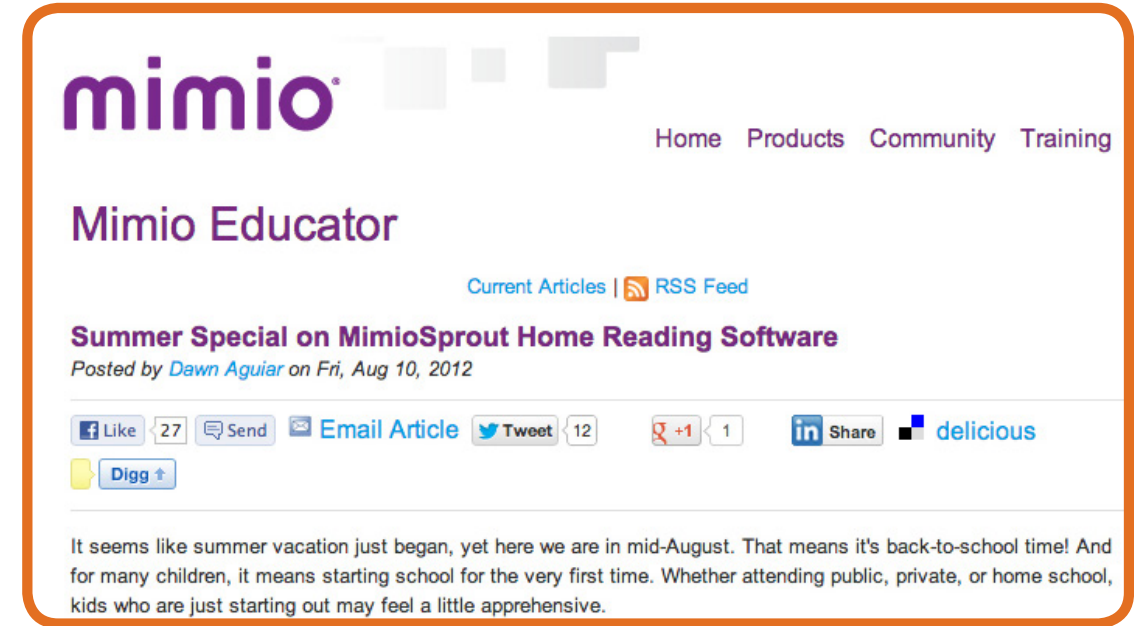 mimio®
Home Products Community Training
Mimio Educator
Current Articles | RSS Feed
Summer Special on MimioSprout Home Reading Software
Posted by Dawn Aguiar on Fri, Aug 10, 2012
Like 27 Send Email Article Tweet 12 +1 1 in Share delicious
Digg
It seems like summer vacation just began, yet here we are in mid-August. That means it's back-to-school time! And
for many children, it means starting school for the very first time. Whether attending public, private, or home school,
kids who are just starting out may feel a little apprehensive.